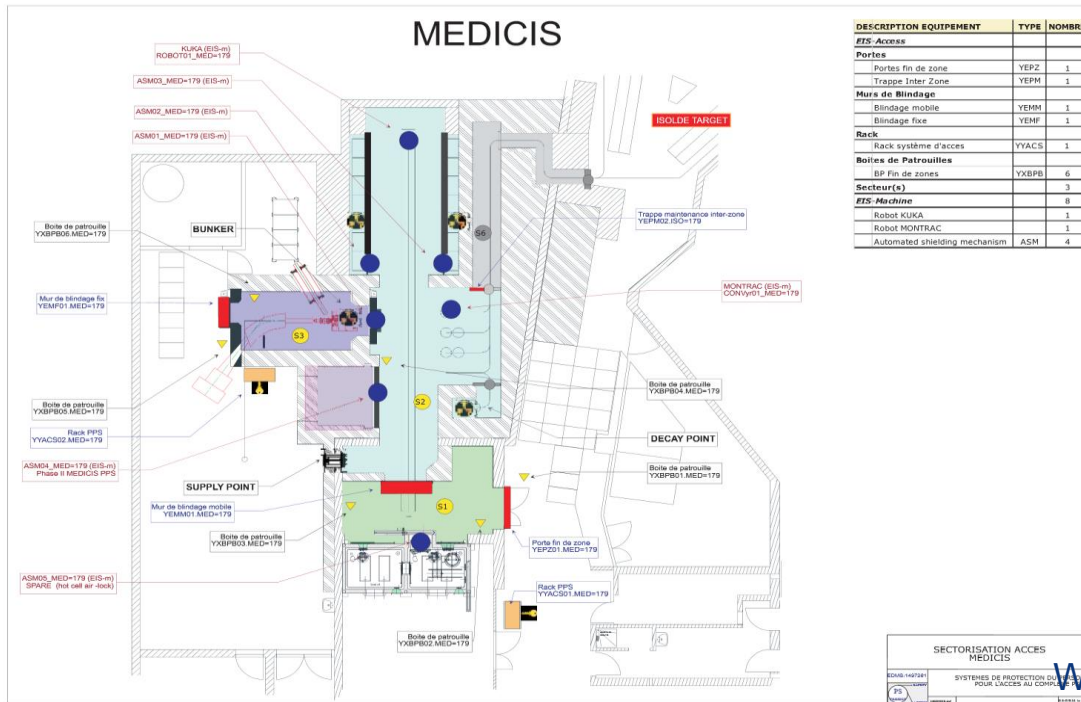 MEDICIS
KUKA (EIS-m)
ROBOT01_MED=179
ASM03_MED=179 (EIS-m)
ASM02_MED=179 (EIS-m)
ASM01_MED=179 (EIS-m)
ISOLDE TARGET
Boite de patrouille
YXBPB06.MED=179
BUNKER
Trappe maintenance inter-zone
YEPM02.ISO=179
S6
Mur de blindage fix
YEMF01.MED=179
MONTRAC (EIS-m)
CONVyr01_MED=179
S3
Boite de patrouille
YXBPB05.MED=179
Boite de patrouille
YXBPB04.MED=179
Rack PPS
YYACS02.MED=179
S2
DECAY POINT
ASM04_MED=179 (EIS-m)
Phase II MEDICIS PPS
Boite de patrouille
YXBPB01.MED=179
SUPPLY POINT
Mur de blindage mobile
YEMM01.MED=179
S1
Boite de patrouille
YXBPB03.MED=179
Porte fin de zone
YEPZ01.MED=179
ASM05_MED=179 (EIS-m)
SPARE (hot cell air -lock)
Rack PPS
YYACS01.MED=179
Boite de patrouille
YXBPB02.MED=179
DESCRIPTION EQUIPEMENT TYPE NOMBR
EIS-Access
Portes
Portes fin de zone YEPZ 1
Trappe Inter Zone YEPM 1
Murs de Blindage
Blindage mobile YEMM 1
Blindage fixe YEMF 1
Rack
Rack système d'acces YYACS 1
Boites de Patrouilles
BP Fin de zones YXBPB 6
Secteur(s) 3
EIS-Machine 8
Robot KUKA 1
Robot MONTRAC 1
Automated shielding mechanism ASM 4
SECTORISATION ACCES
MEDICIS
EDMS:1497281
SYSTEMES DE PROTECTION DU
POUR L'ACCES AU
PS
W